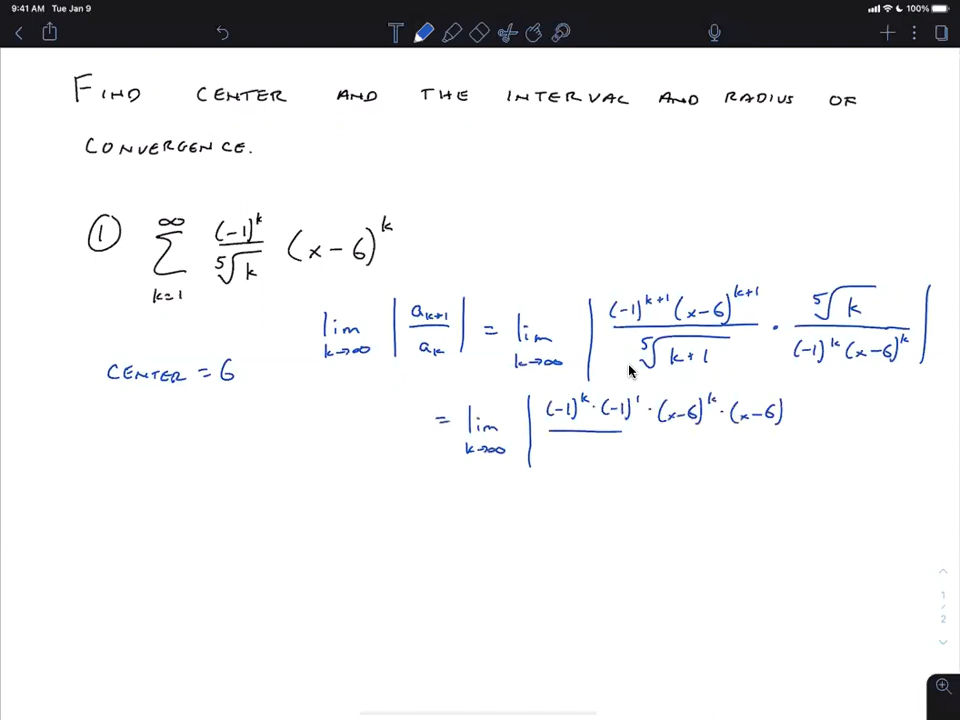 9:41 AM Tue Jan 9 100%
FIND CENTER AND THE INTERVAL AND RADIUS OF
CONVERGENCE.
① ∑_{k=1}^{∞} (-1)^k / ⁵√k (x-6)^k
lim_{k→∞} | a_{k+1} / a_k | = lim_{k→∞} | (-1)^{k+1} (x-6)^{k+1} / ⁵√(k+1) · ⁵√k / (-1)^k (x-6)^k |
CENTER = 6
= lim_{k→∞} | (-1)^k · (-1)^1 · (x-6)^k · (x-6)
1
/
2